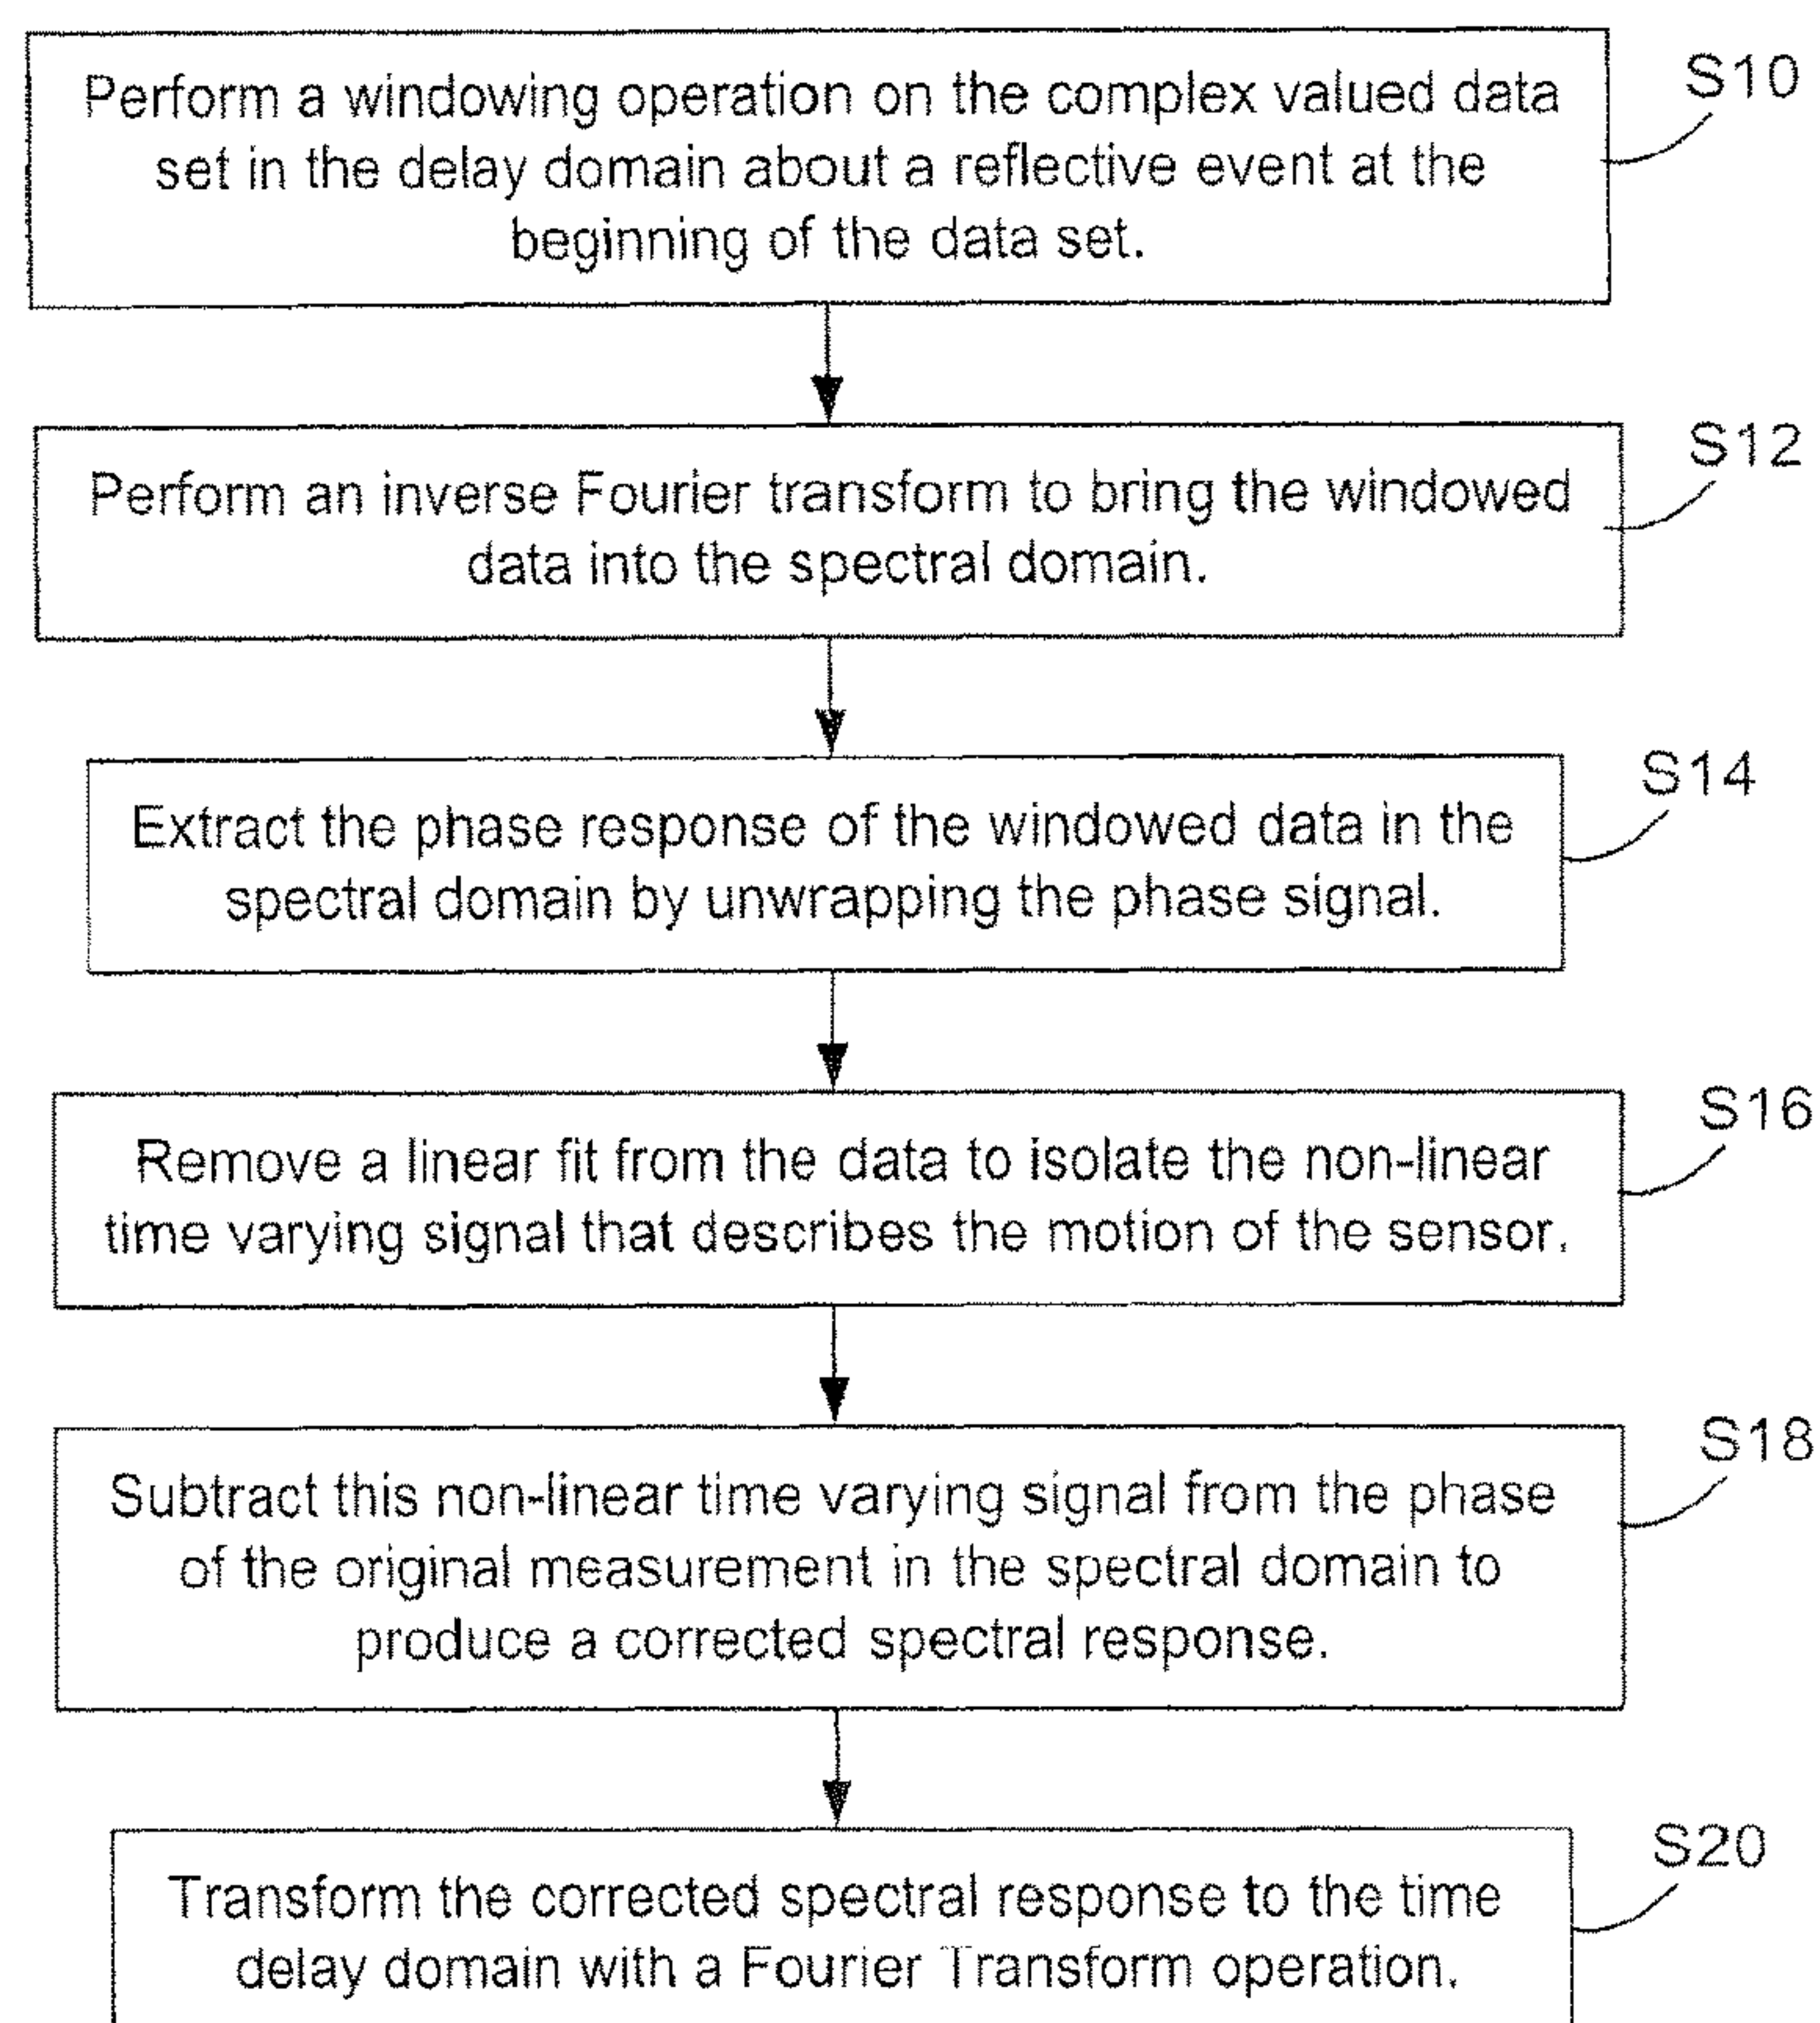 S10
Perform a windowing operation on the complex valued data
set in the delay domain about a reflective event at the
beginning of the data set.
S12
Perform an inverse Fourier transform to bring the windowed
data into the spectral domain.
S14
Extract the phase response of the windowed data in the
spectral domain by unwrapping the phase signal.
S16
Remove a linear fit from the data to isolate the non-linear
time varying signal that describes the motion of the sensor.
S18
Subtract this non-linear time varying signal from the phase
of the original measurement in the spectral domain to
produce a corrected spectral response.
S20
Transform the corrected spectral response to the time
delay domain with a Fourier Transform operation.